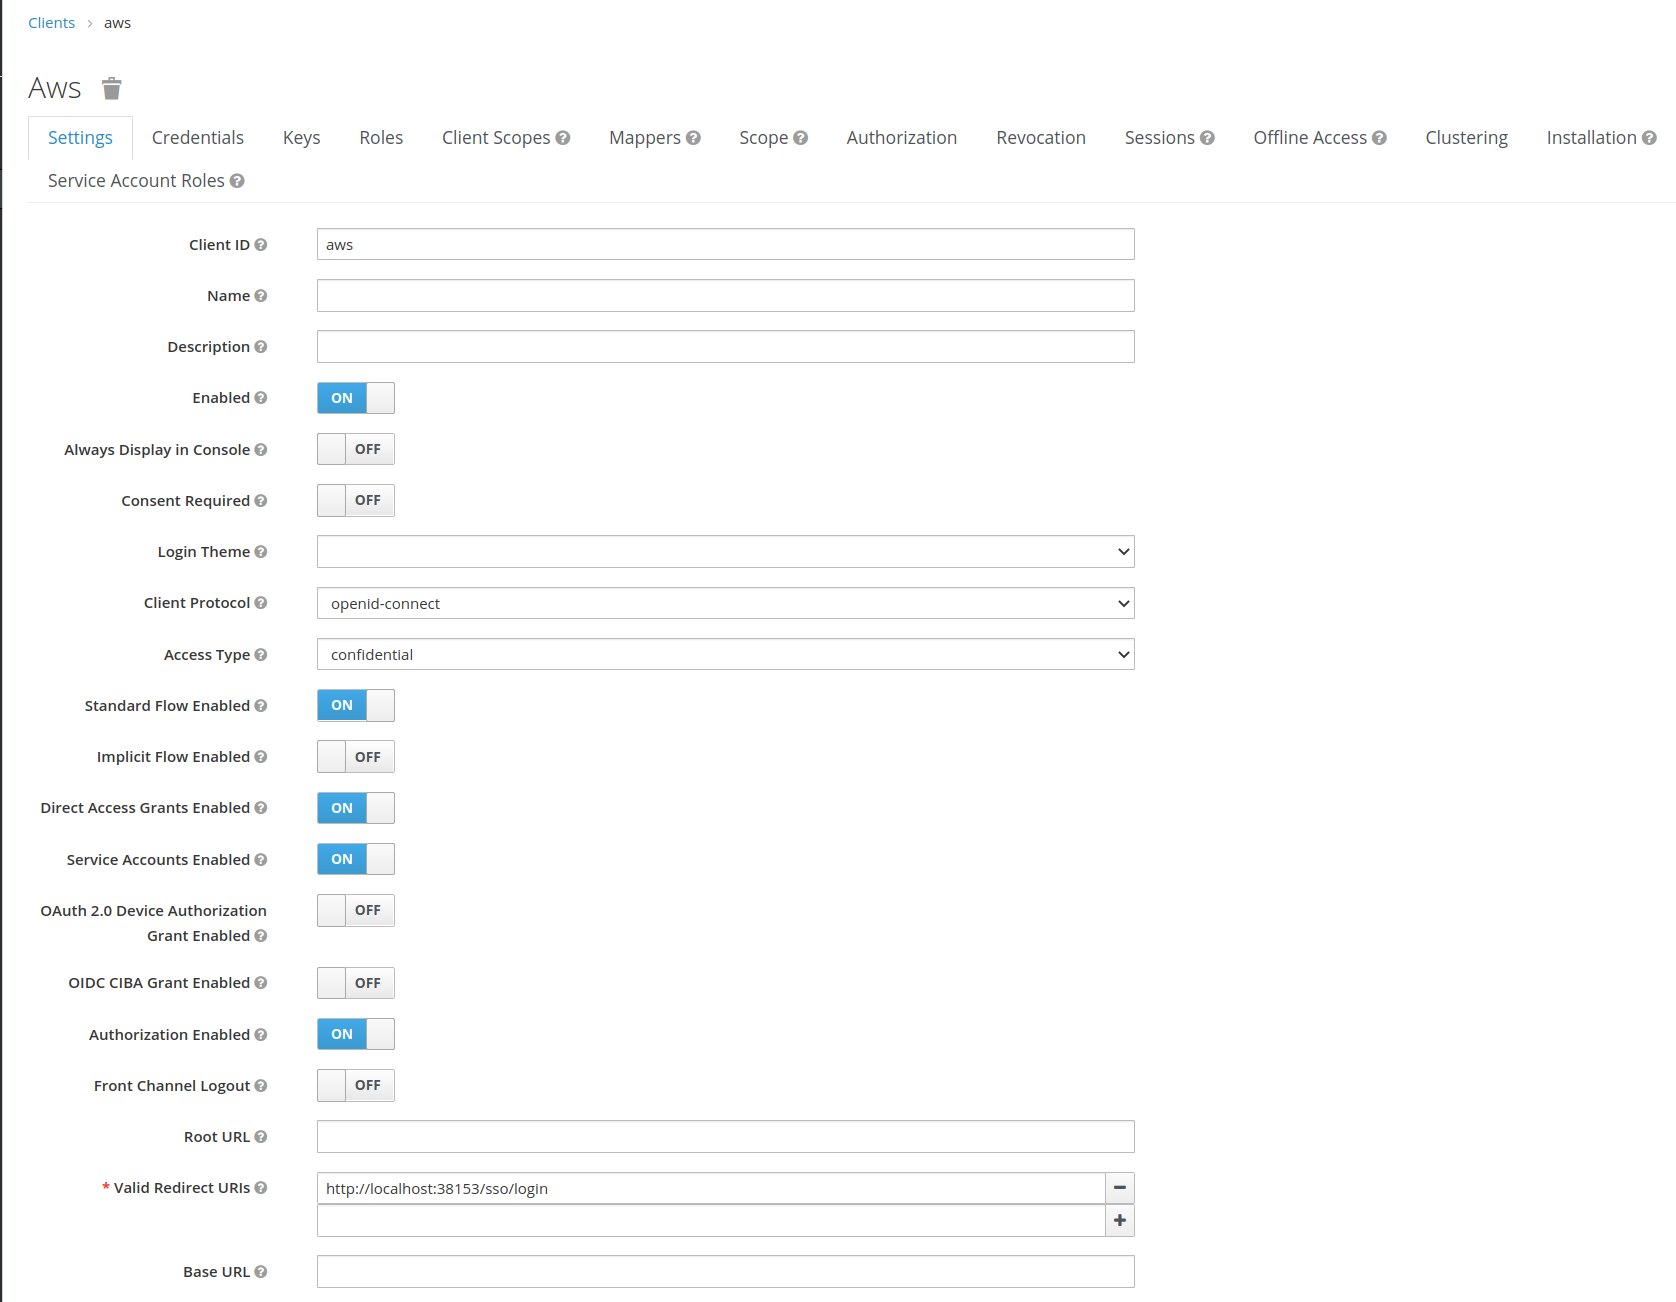 Clients > aws
Aws
Settings Credentials Keys Roles Client Scopes Mappers Scope Authorization Revocation Sessions Offline Access Clustering Installation
Service Account Roles
Client ID aws
Name
Description
Enabled ON
Always Display in Console OFF
Consent Required OFF
Login Theme
Client Protocol openid-connect
Access Type confidential
Standard Flow Enabled ON
Implicit Flow Enabled OFF
Direct Access Grants Enabled ON
Service Accounts Enabled ON
OAuth 2.0 Device Authorization OFF
Grant Enabled
OIDC CIBA Grant Enabled OFF
Authorization Enabled ON
Front Channel Logout OFF
Root URL
* Valid Redirect URIs http://localhost:38153/sso/login
Base URL